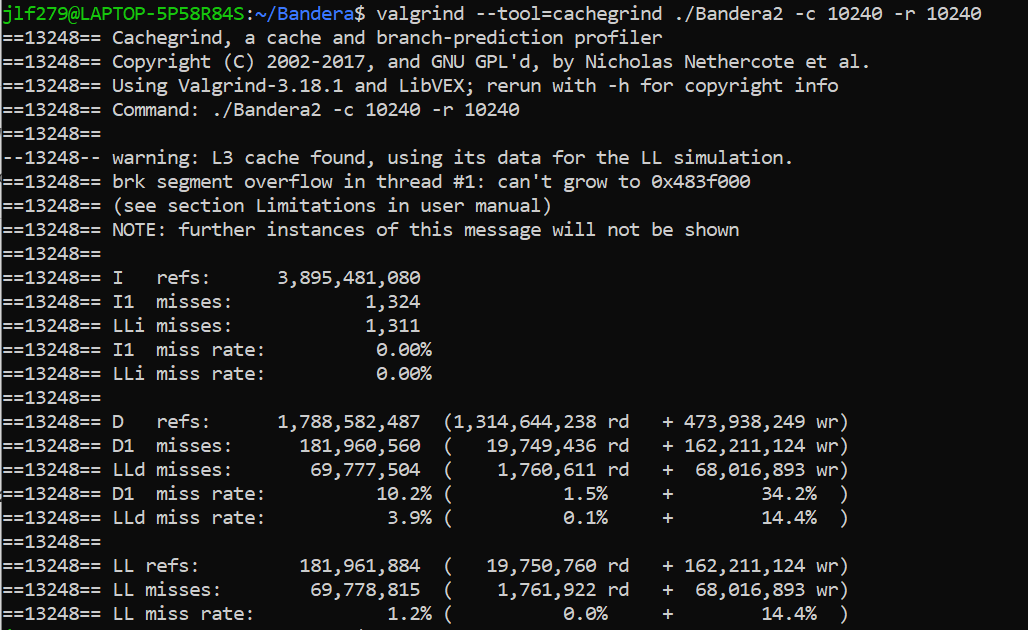 jlf279@LAPTOP-5P58R84S:~/Bandera$ valgrind --tool=cachegrind ./Bandera2 -c 10240 -r 10240
==13248== Cachegrind, a cache and branch-prediction profiler
==13248== Copyright (C) 2002-2017, and GNU GPL'd, by Nicholas Nethercote et al.
==13248== Using Valgrind-3.18.1 and LibVEX; rerun with -h for copyright info
==13248== Command: ./Bandera2 -c 10240 -r 10240
==13248==
--13248-- warning: L3 cache found, using its data for the LL simulation.
==13248== brk segment overflow in thread #1: can't grow to 0x483f000
==13248== (see section Limitations in user manual)
==13248== NOTE: further instances of this message will not be shown
==13248==
==13248== I   refs:      3,895,481,080
==13248== I1  misses:            1,324
==13248== LLi misses:            1,311
==13248== I1  miss rate:          0.00%
==13248== LLi miss rate:          0.00%
==13248==
==13248== D   refs:      1,788,582,487  (1,314,644,238 rd   + 473,938,249 wr)
==13248== D1  misses:      181,960,560  (   19,749,436 rd   + 162,211,124 wr)
==13248== LLd misses:       69,777,504  (    1,760,611 rd   +  68,016,893 wr)
==13248== D1  miss rate:          10.2% (          1.5%     +        34.2%  )
==13248== LLd miss rate:           3.9% (          0.1%     +        14.4%  )
==13248==
==13248== LL refs:         181,961,884  (   19,750,760 rd   + 162,211,124 wr)
==13248== LL misses:        69,778,815  (    1,761,922 rd   +  68,016,893 wr)
==13248== LL miss rate:            1.2% (          0.0%     +        14.4%  )